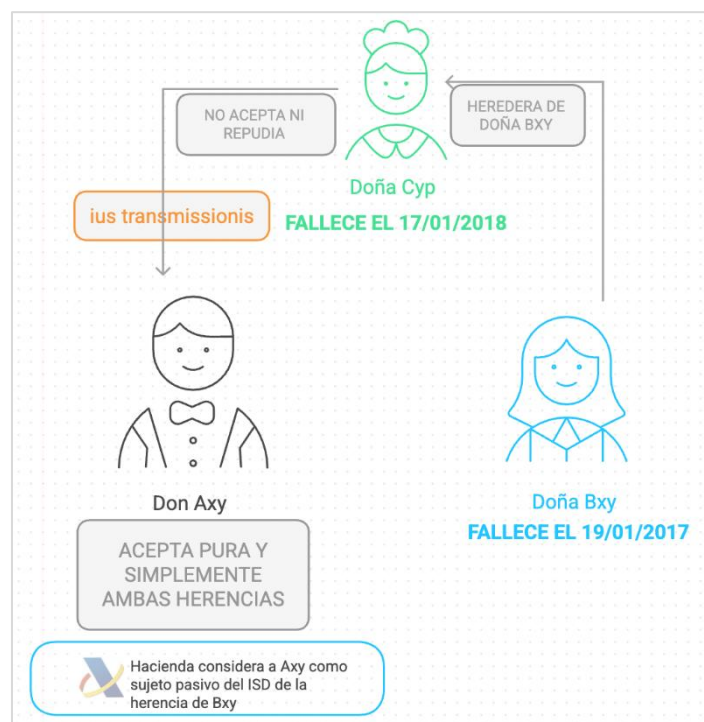 NO ACEPTA NI
REPUDIA
HEREDERA DE
DOÑA BXY
Doña Cyp
ius transmissionis
FALLECE EL 17/01/2018
Don Axy
Doña Bxy
FALLECE EL 19/01/2017
ACEPTA PURA Y
SIMPLEMENTE
AMBAS HERENCIAS
Hacienda considera a Axy como
sujeto pasivo del ISD de la
herencia de Bxy